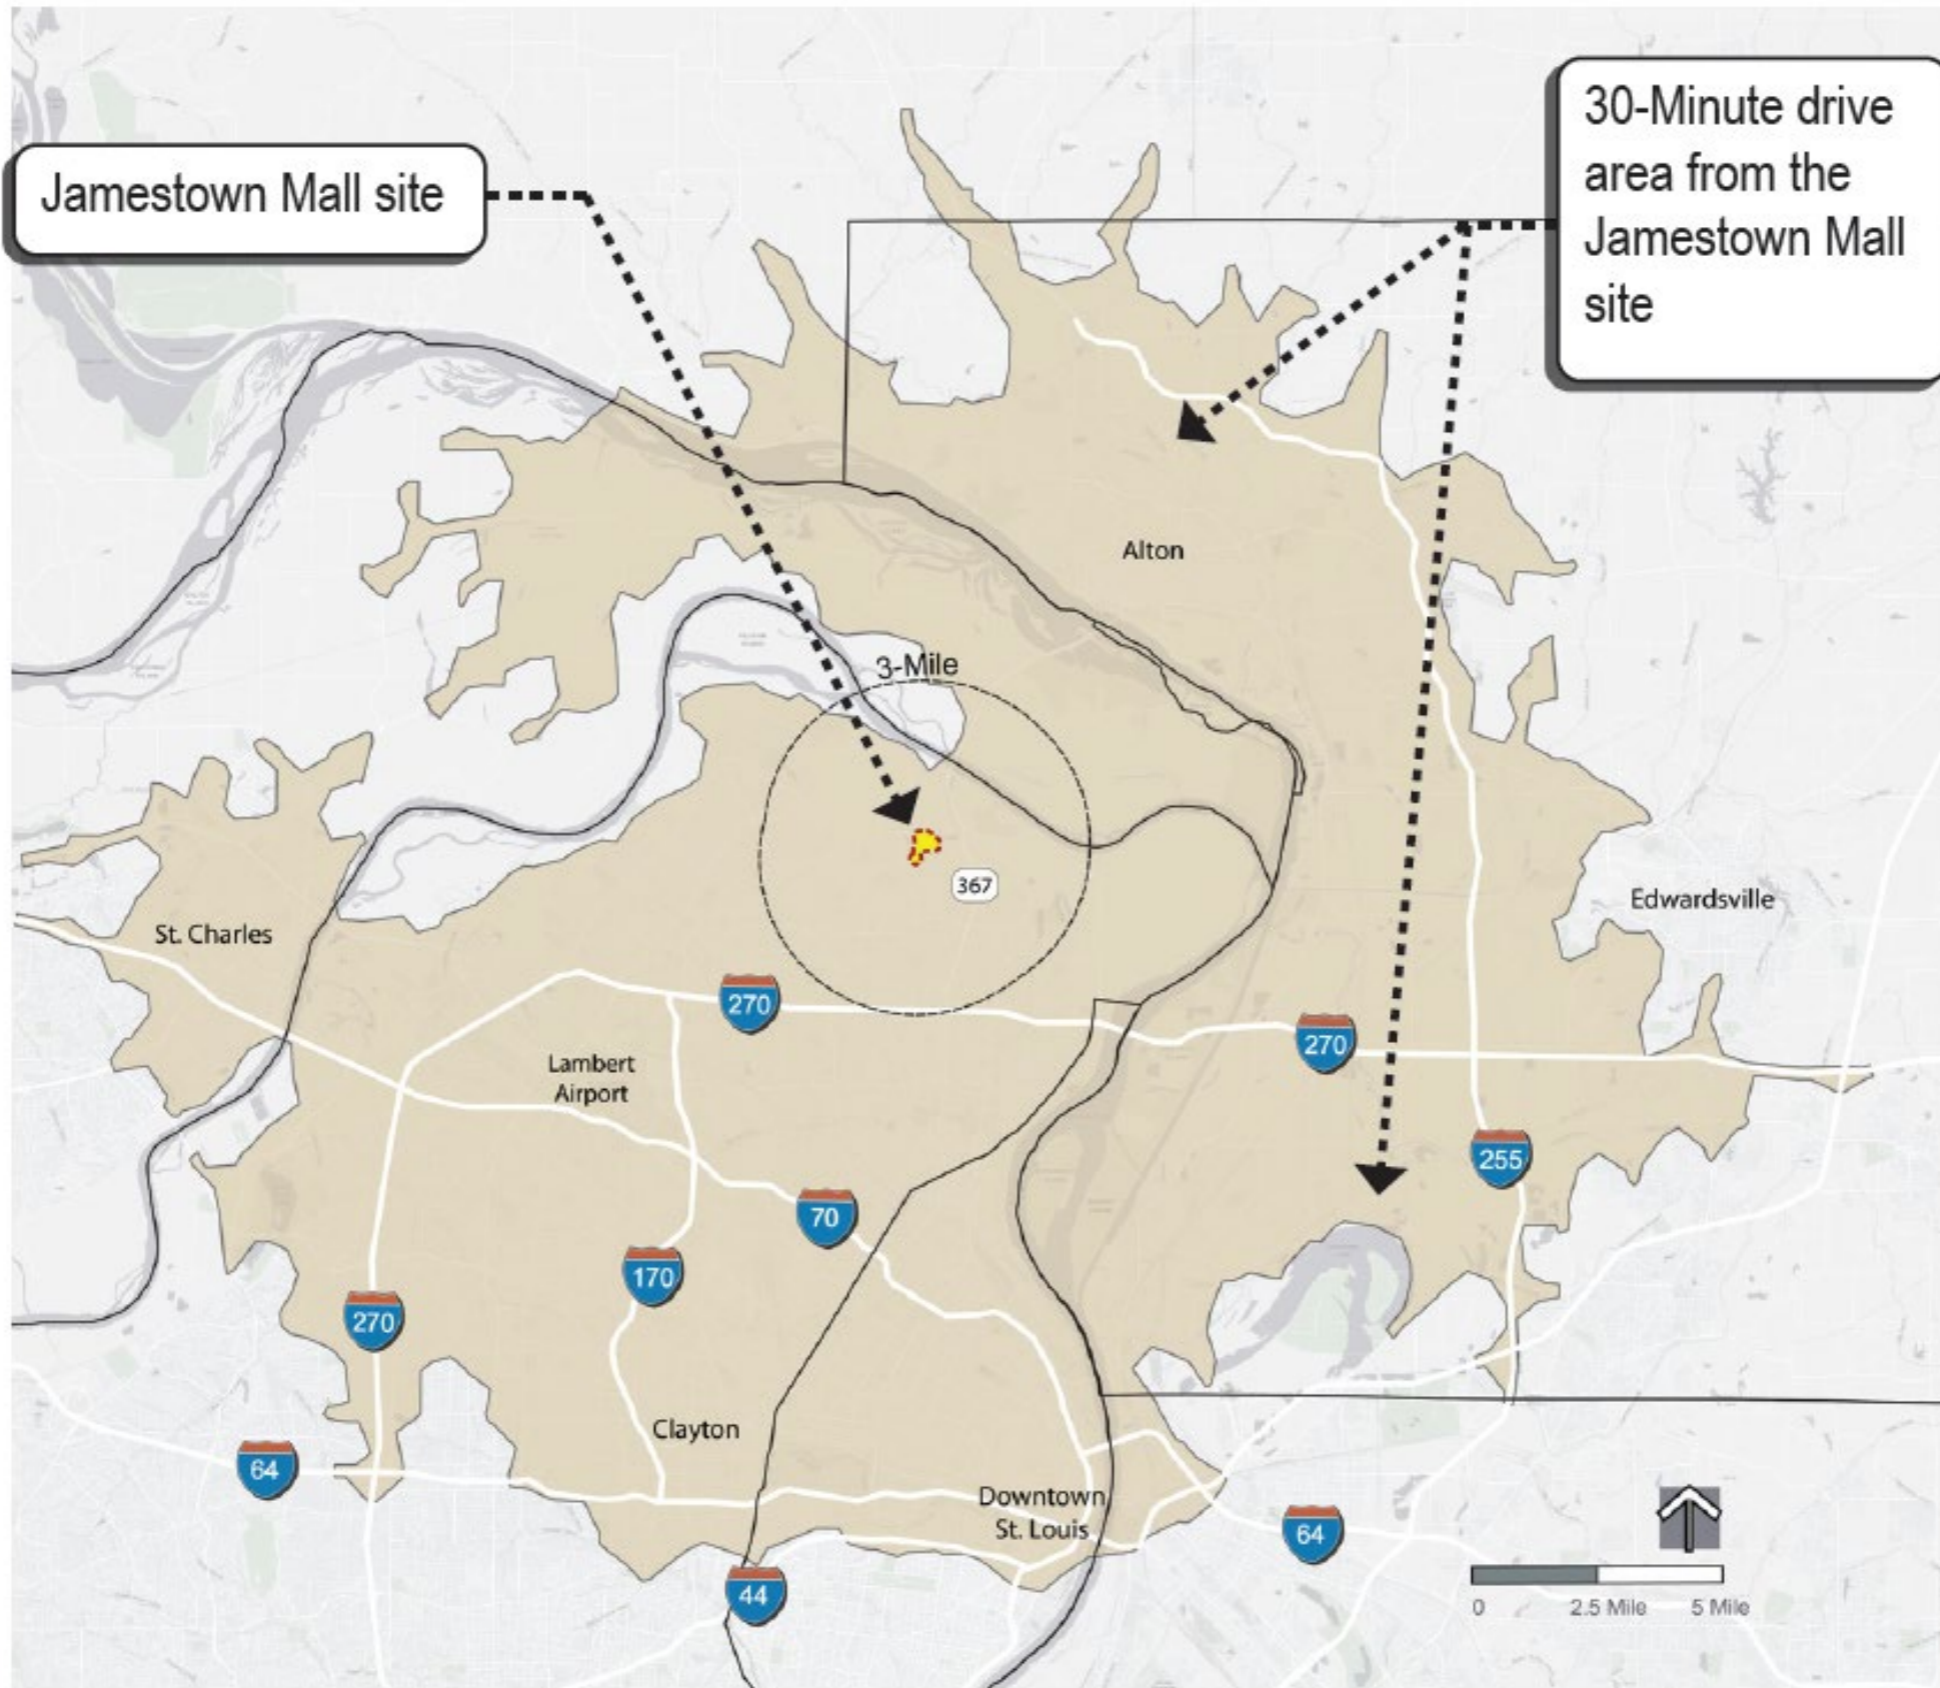 30-Minute drive
area from the
Jamestown Mall
site
Jamestown Mall site
Alton
3-Mile
367
Edwardsville
St. Charles
270
270
Lambert
Airport
255
70
170
270
Clayton
64
Downtown
St. Louis
64
44
0 2.5 Mile 5 Mile